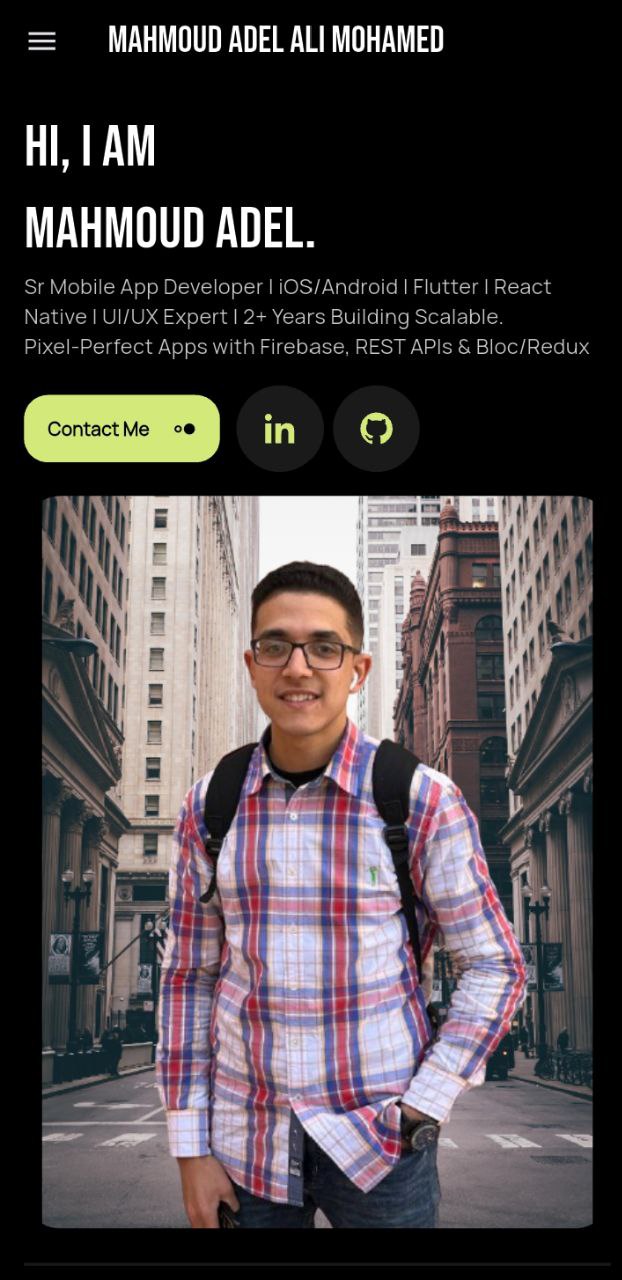 MAHMOUD ADEL ALI MOHAMED
HI, I AM
MAHMOUD ADEL.
Sr Mobile App Developer | iOS/Android | Flutter | React
Native | UI/UX Expert | 2+ Years Building Scalable.
Pixel-Perfect Apps with Firebase, REST APIs & Bloc/Redux
Contact Me
in